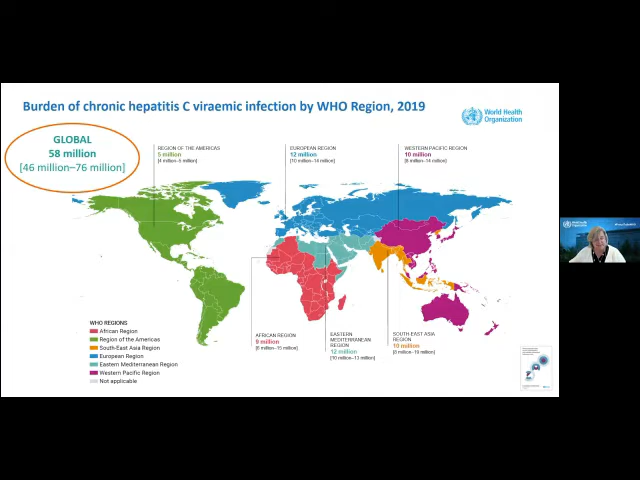 Burden of chronic hepatitis C viraemic infection by WHO Region, 2019
World Health
Organization
GLOBAL
58 million
[46 million–76 million]
REGION OF THE AMERICAS
5 million
[4 million–5 million]
EUROPEAN REGION
12 million
[10 million–14 million]
WESTERN PACIFIC REGION
10 million
[8 million–14 million]
AFRICAN REGION
9 million
EASTERN
MEDITERRANEAN
REGION
12 million
[10 million–13 million]
SOUTH-EAST ASIA
REGION
10 million
[8 million–19 million]
WHO REGIONS
African Region
Region of the Americas
South-East Asia Region
European Region
Eastern Mediterranean Region
Western Pacific Region
Not applicable
World Health
Organization